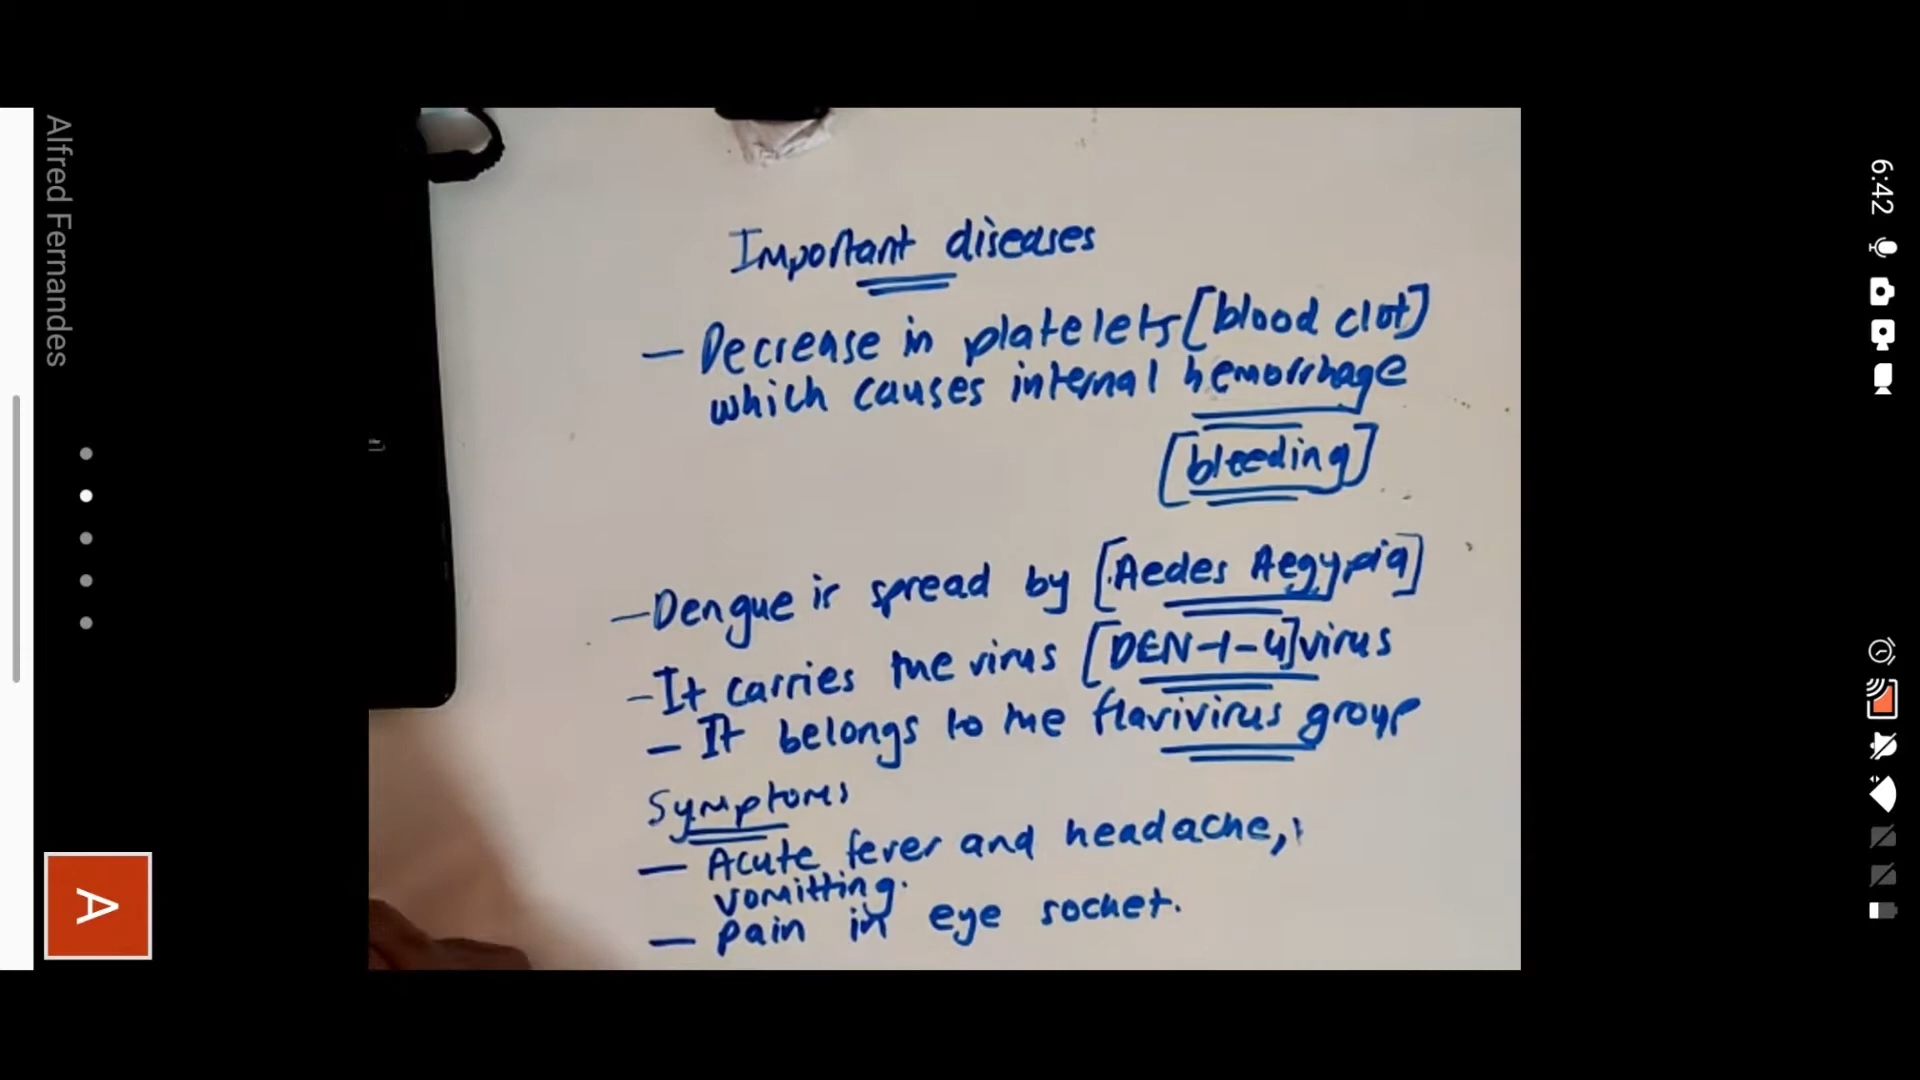 Alfred Fernandes
6:42
A
Important diseases
- Decrease in platelets [blood clot]
which causes internal hemorrhage
[bleeding]
- Dengue is spread by [Aedes Aegypia]
- It carries the virus [DEN-1-4] virus
- It belongs to the flavivirus group
Symptoms
- Acute fever and headache,
vomitting.
- pain in eye socket.